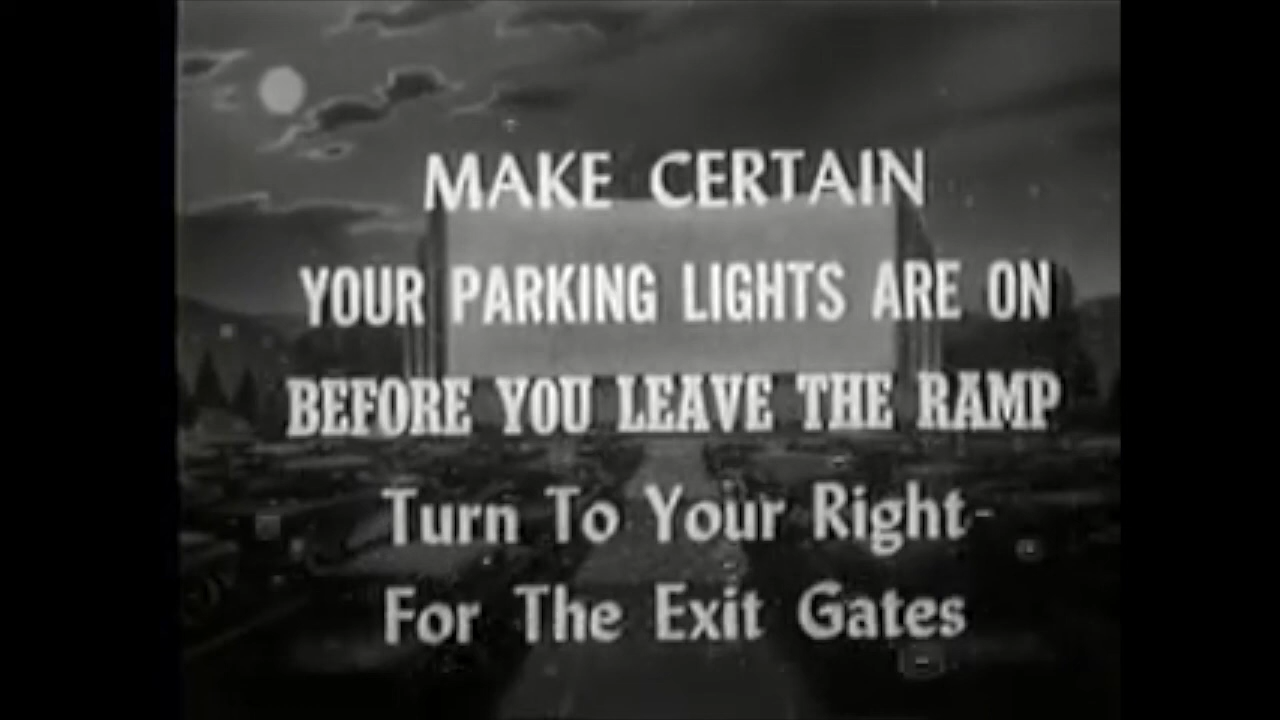 MAKE CERTAIN
YOUR PARKING LIGHTS ARE ON
BEFORE YOU LEAVE THE RAMP
Turn To Your Right-
For The Exit Gates